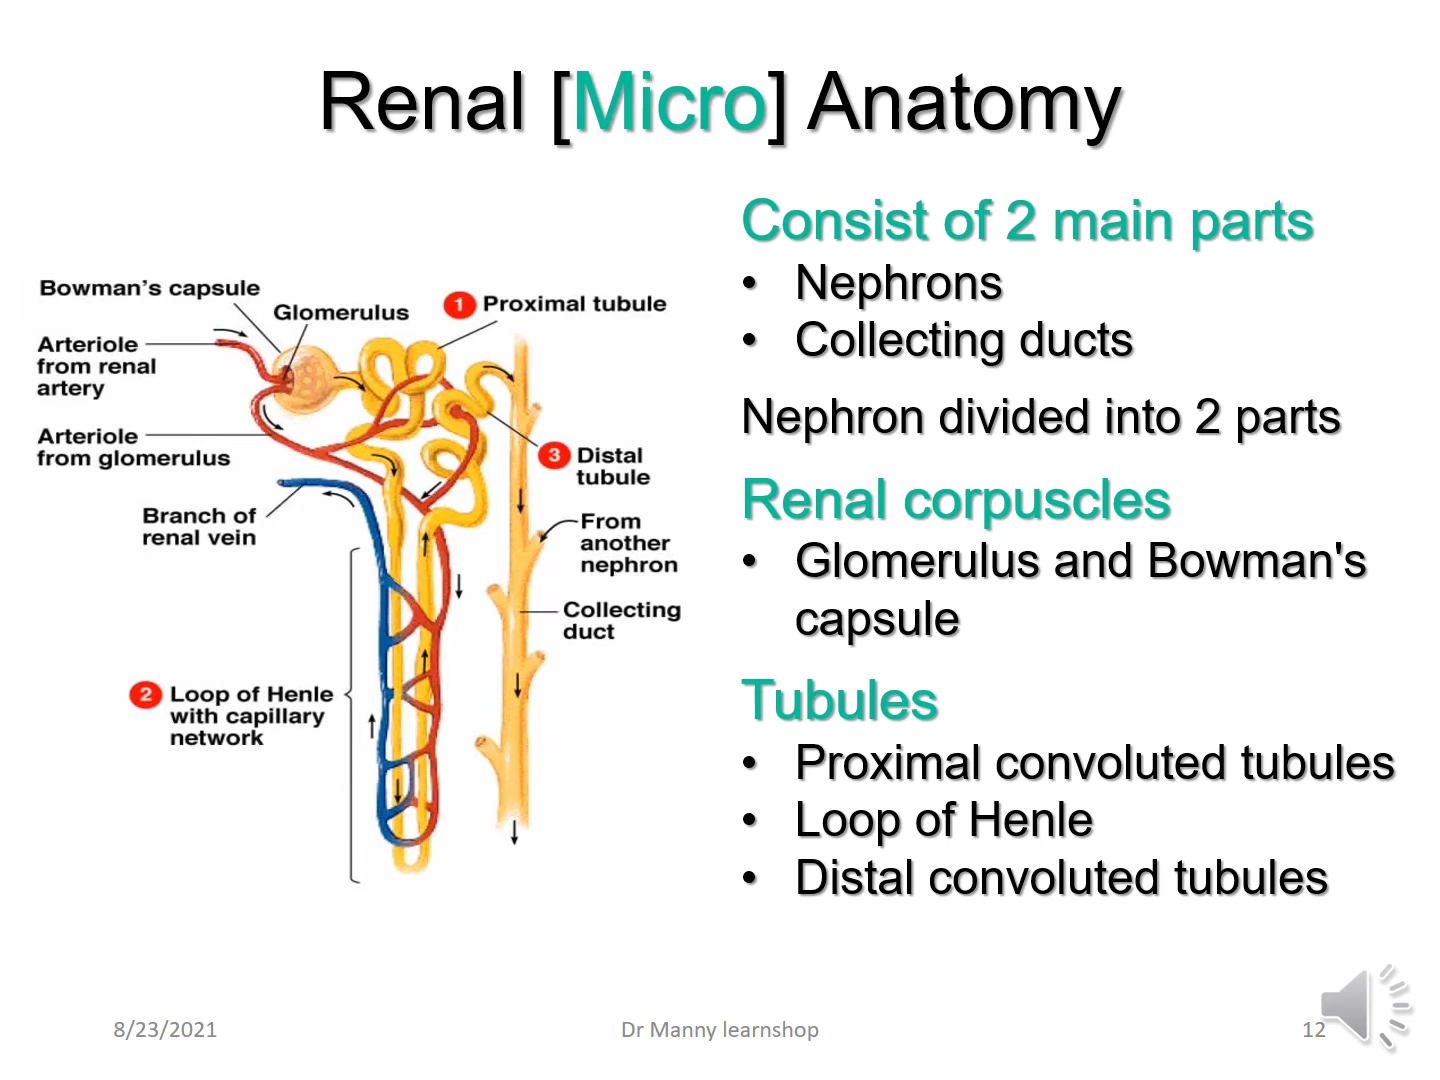 Renal [Micro] Anatomy
Bowman's capsule
Glomerulus
1 Proximal tubule
Arteriole
from renal
artery
Arteriole
from glomerulus
3 Distal
tubule
Branch of
renal vein
From
another
nephron
Collecting
duct
2 Loop of Henle
with capillary
network
Consist of 2 main parts
• Nephrons
• Collecting ducts
Nephron divided into 2 parts
Renal corpuscles
• Glomerulus and Bowman's
capsule
Tubules
• Proximal convoluted tubules
• Loop of Henle
• Distal convoluted tubules
8/23/2021
Dr Manny learnshop
12